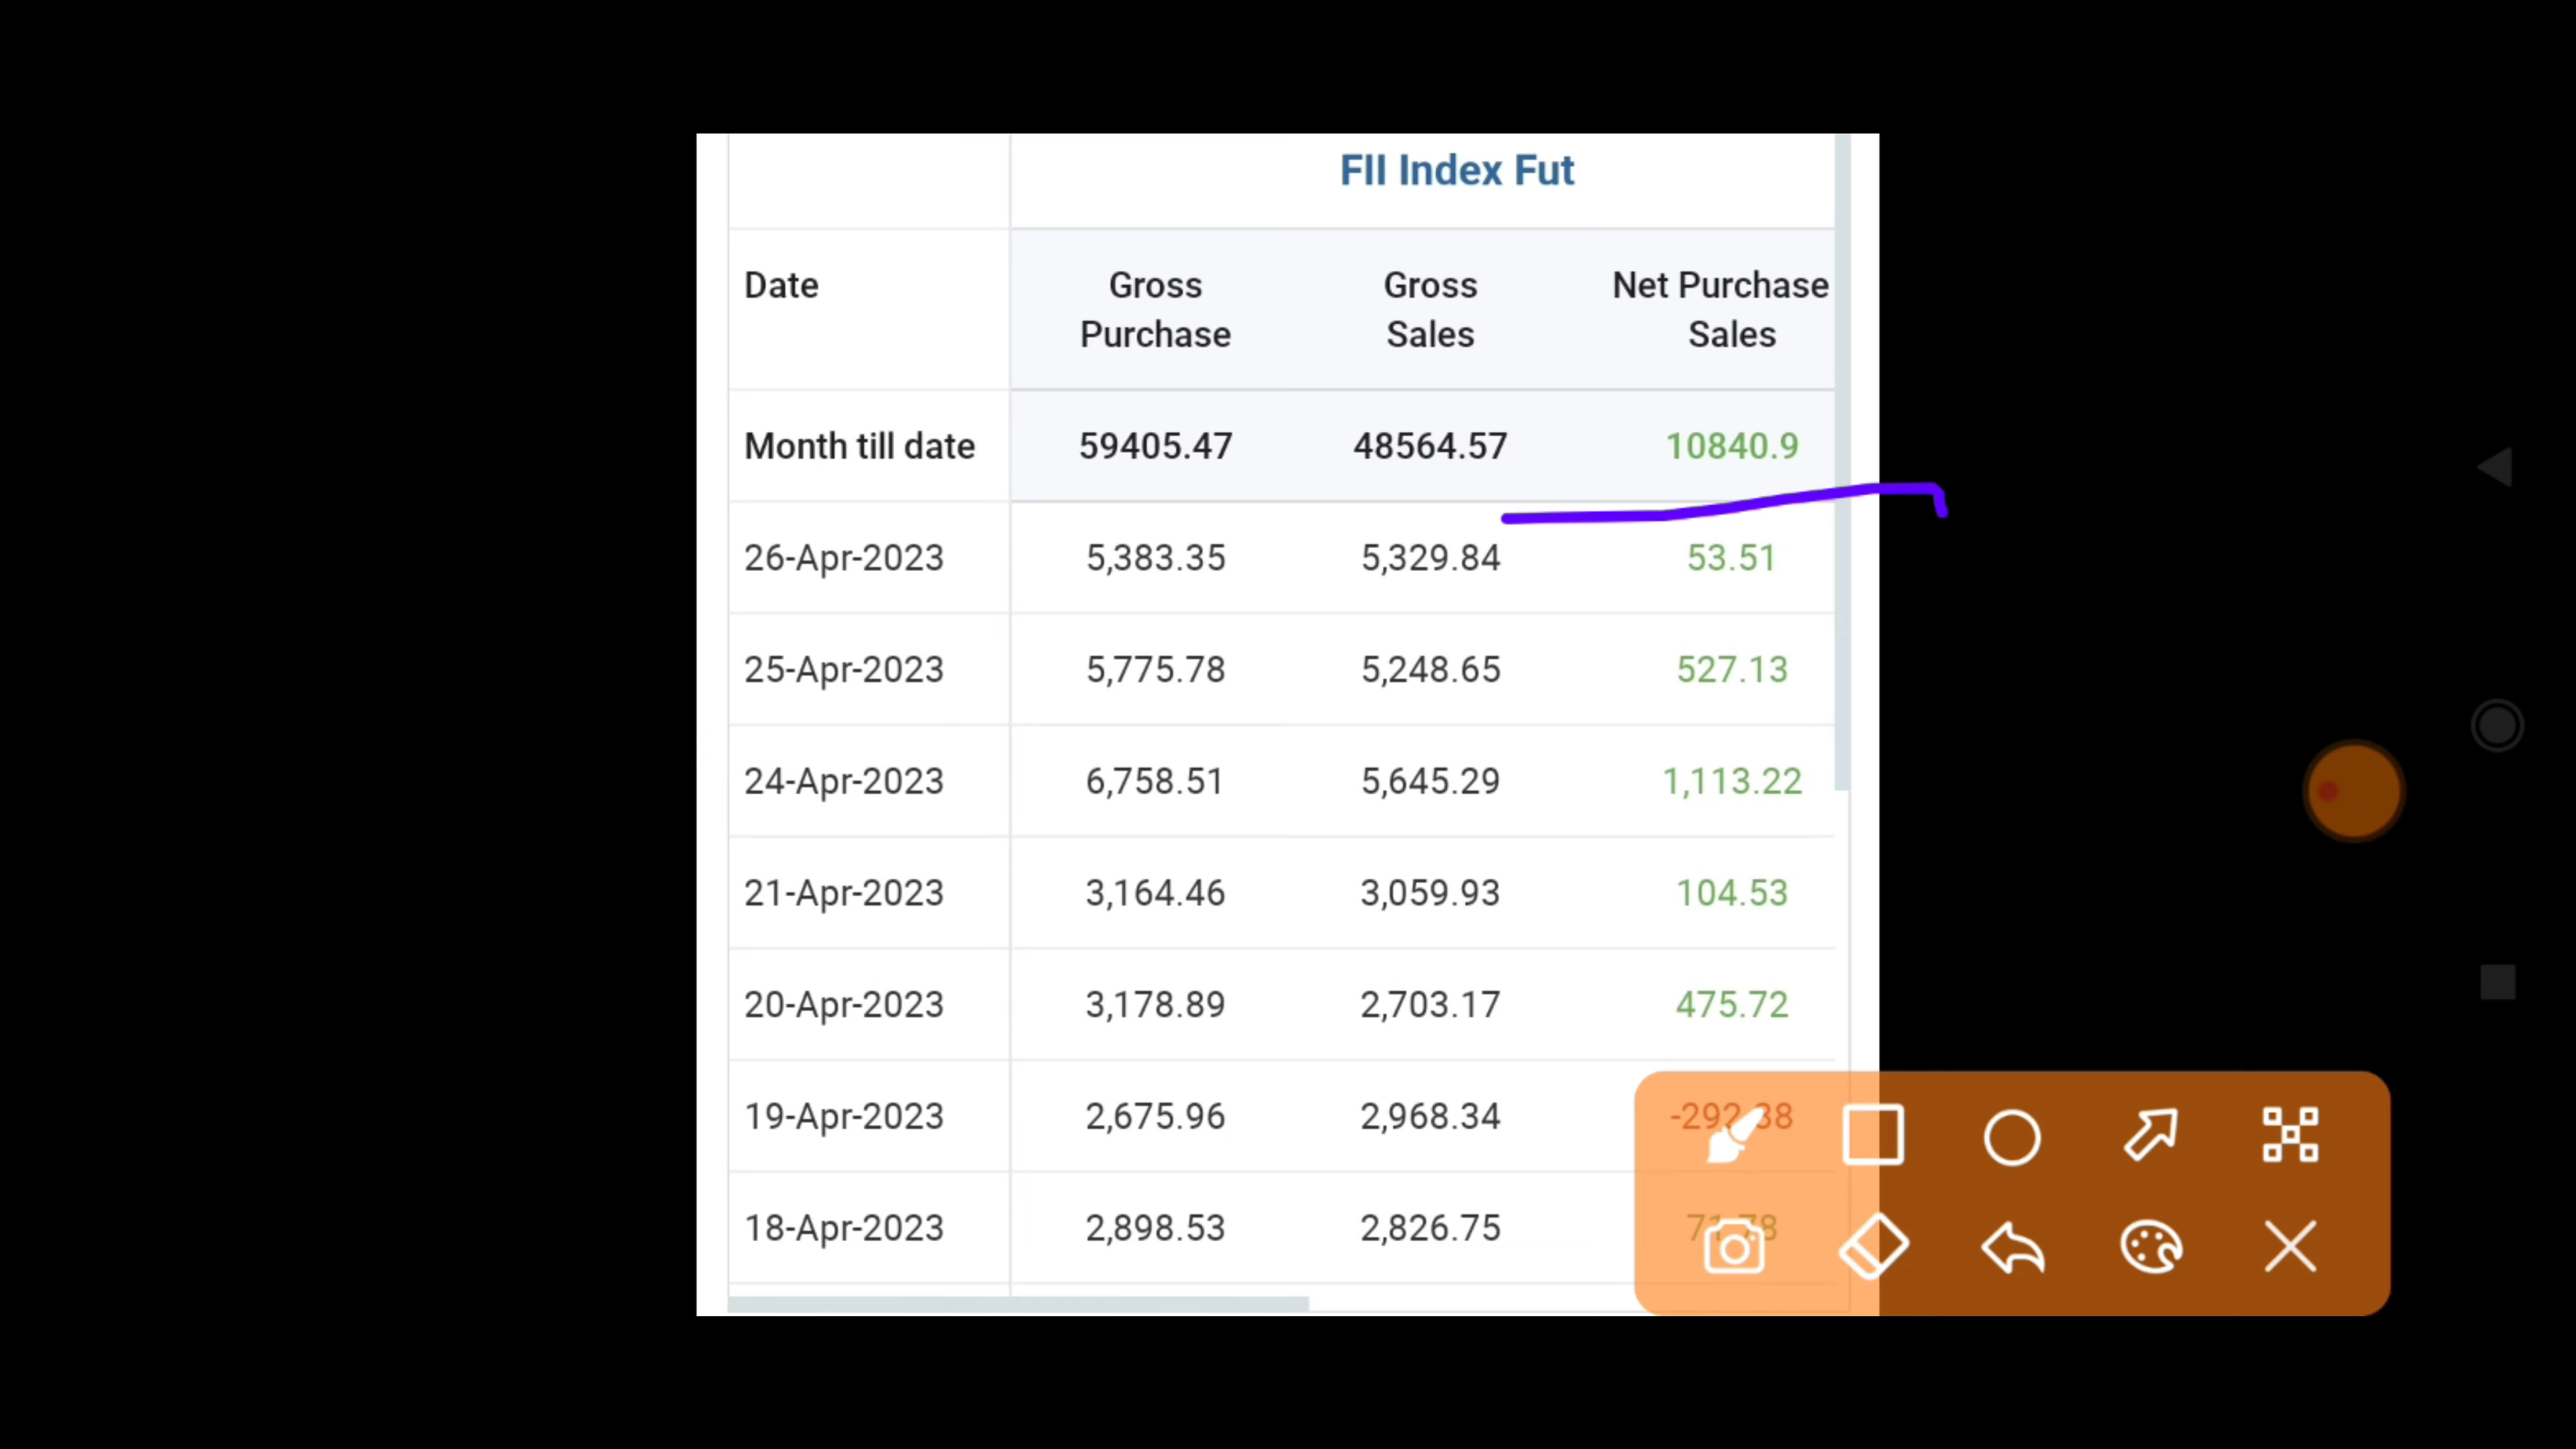 FII Index Fut
Date Gross Purchase Gross Sales Net Purchase Sales
Month till date 59405.47 48564.57 10840.9
26-Apr-2023 5,383.35 5,329.84 53.51
25-Apr-2023 5,775.78 5,248.65 527.13
24-Apr-2023 6,758.51 5,645.29 1,113.22
21-Apr-2023 3,164.46 3,059.93 104.53
20-Apr-2023 3,178.89 2,703.17 475.72
19-Apr-2023 2,675.96 2,968.34 -292.38
18-Apr-2023 2,898.53 2,826.75 71.78